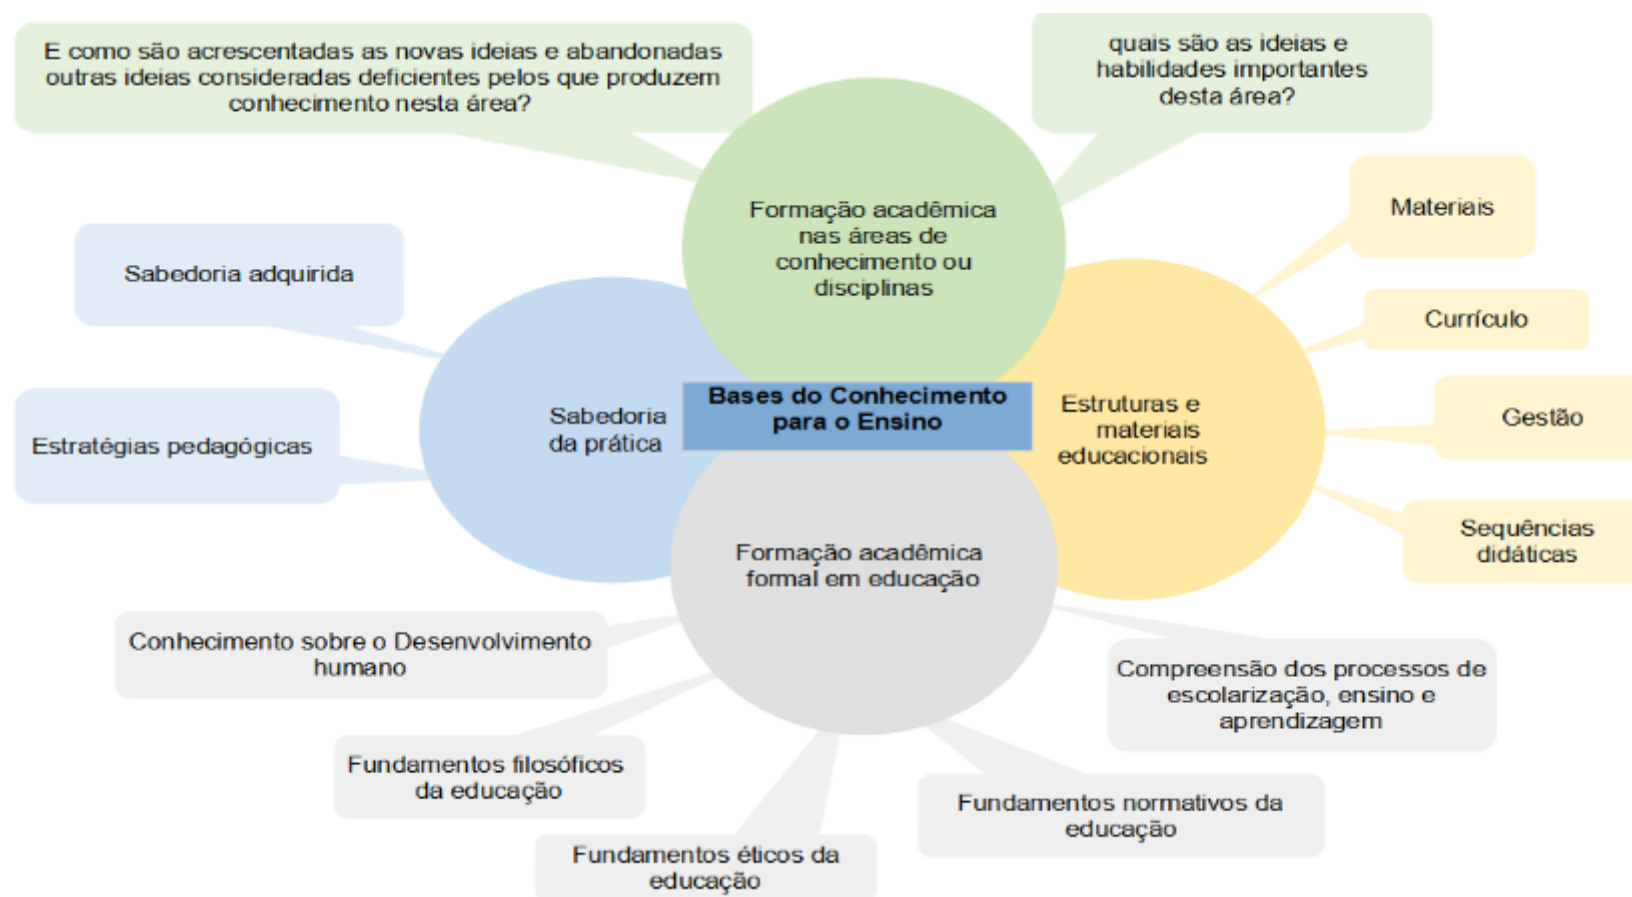 E como são acrescentadas as novas ideias e abandonadas
outras ideias consideradas deficientes pelos que produzem
conhecimento nesta área?
quais são as ideias e
habilidades importantes
desta área?
Formação acadêmica
nas áreas de
conhecimento ou
disciplinas
Materiais
Sabedoria adquirida
Currículo
Estratégias pedagógicas
Sabedoria
da prática
Bases do Conhecimento
para o Ensino
Estruturas e
materiais
educacionais
Gestão
Sequências
didáticas
Formação acadêmica
formal em educação
Conhecimento sobre o Desenvolvimento
humano
Compreensão dos processos de
escolarização, ensino e
aprendizagem
Fundamentos filosóficos
da educação
Fundamentos normativos da
educação
Fundamentos éticos da
educação